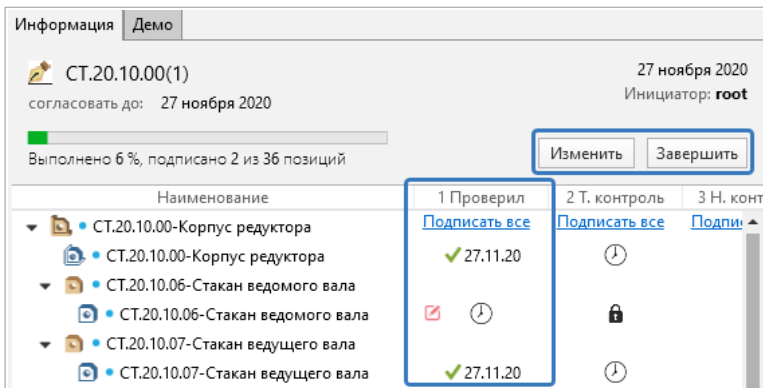 Информация Демо
СТ.20.10.00(1) 27 ноября 2020
согласовать до: 27 ноября 2020 Инициатор: root
Выполнено 6 %, подписано 2 из 36 позиций Изменить Завершить
Наименование 1 Проверил 2 Т. контроль 3 Н. конт
СТ.20.10.00-Корпус редуктора Подписать все Подписать все Подпи
СТ.20.10.00-Корпус редуктора 27.11.20
СТ.20.10.06-Стакан ведомого вала
СТ.20.10.06-Стакан ведомого вала
СТ.20.10.07-Стакан ведущего вала
СТ.20.10.07-Стакан ведущего вала 27.11.20